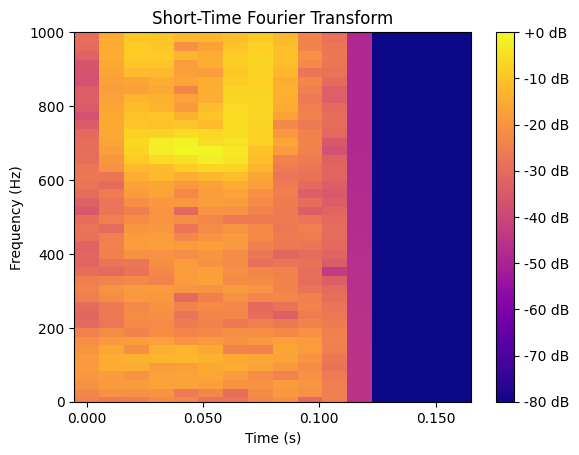 Short-Time Fourier Transform
Frequency (Hz)
1000
800
600
400
200
0
0.000
0.050
0.100
0.150
Time (s)
+0 dB
-10 dB
-20 dB
-30 dB
-40 dB
-50 dB
-60 dB
-70 dB
-80 dB